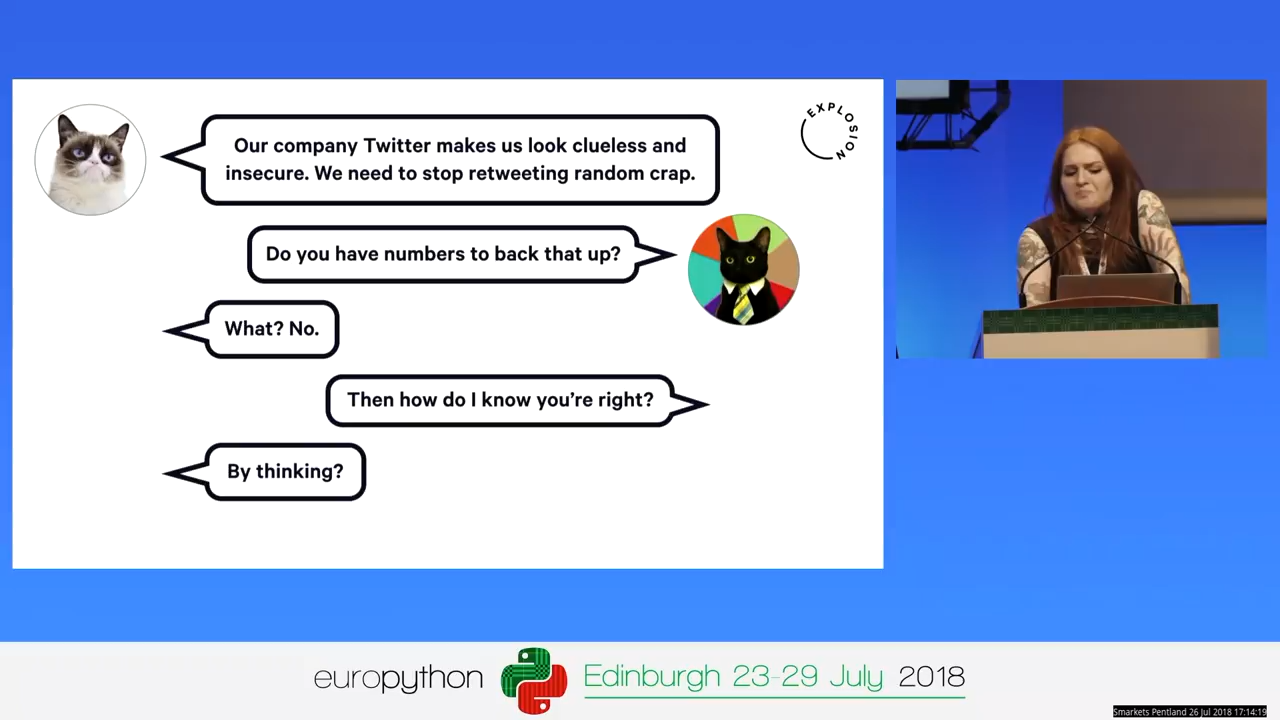 EXPLOSION
Our company Twitter makes us look clueless and
insecure. We need to stop retweeting random crap.
Do you have numbers to back that up?
What? No.
Then how do I know you’re right?
By thinking?
europython
Edinburgh 23-29 July 2018
Smarkets Pentland 26 Jul 2018 17:14:19